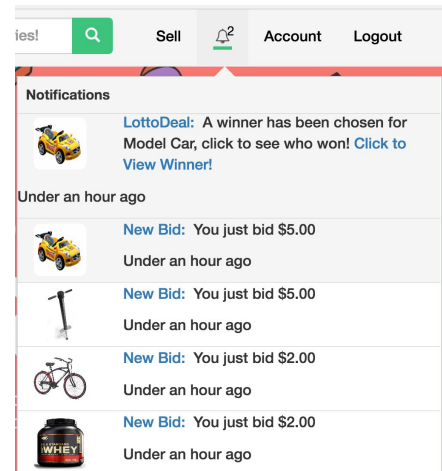 ies!
Sell
2
Account
Logout
Notifications
LottoDeal: A winner has been chosen for
Model Car, click to see who won! Click to
View Winner!
Under an hour ago
New Bid: You just bid $5.00
Under an hour ago
New Bid: You just bid $5.00
Under an hour ago
New Bid: You just bid $2.00
Under an hour ago
New Bid: You just bid $2.00
Under an hour ago
WHEY